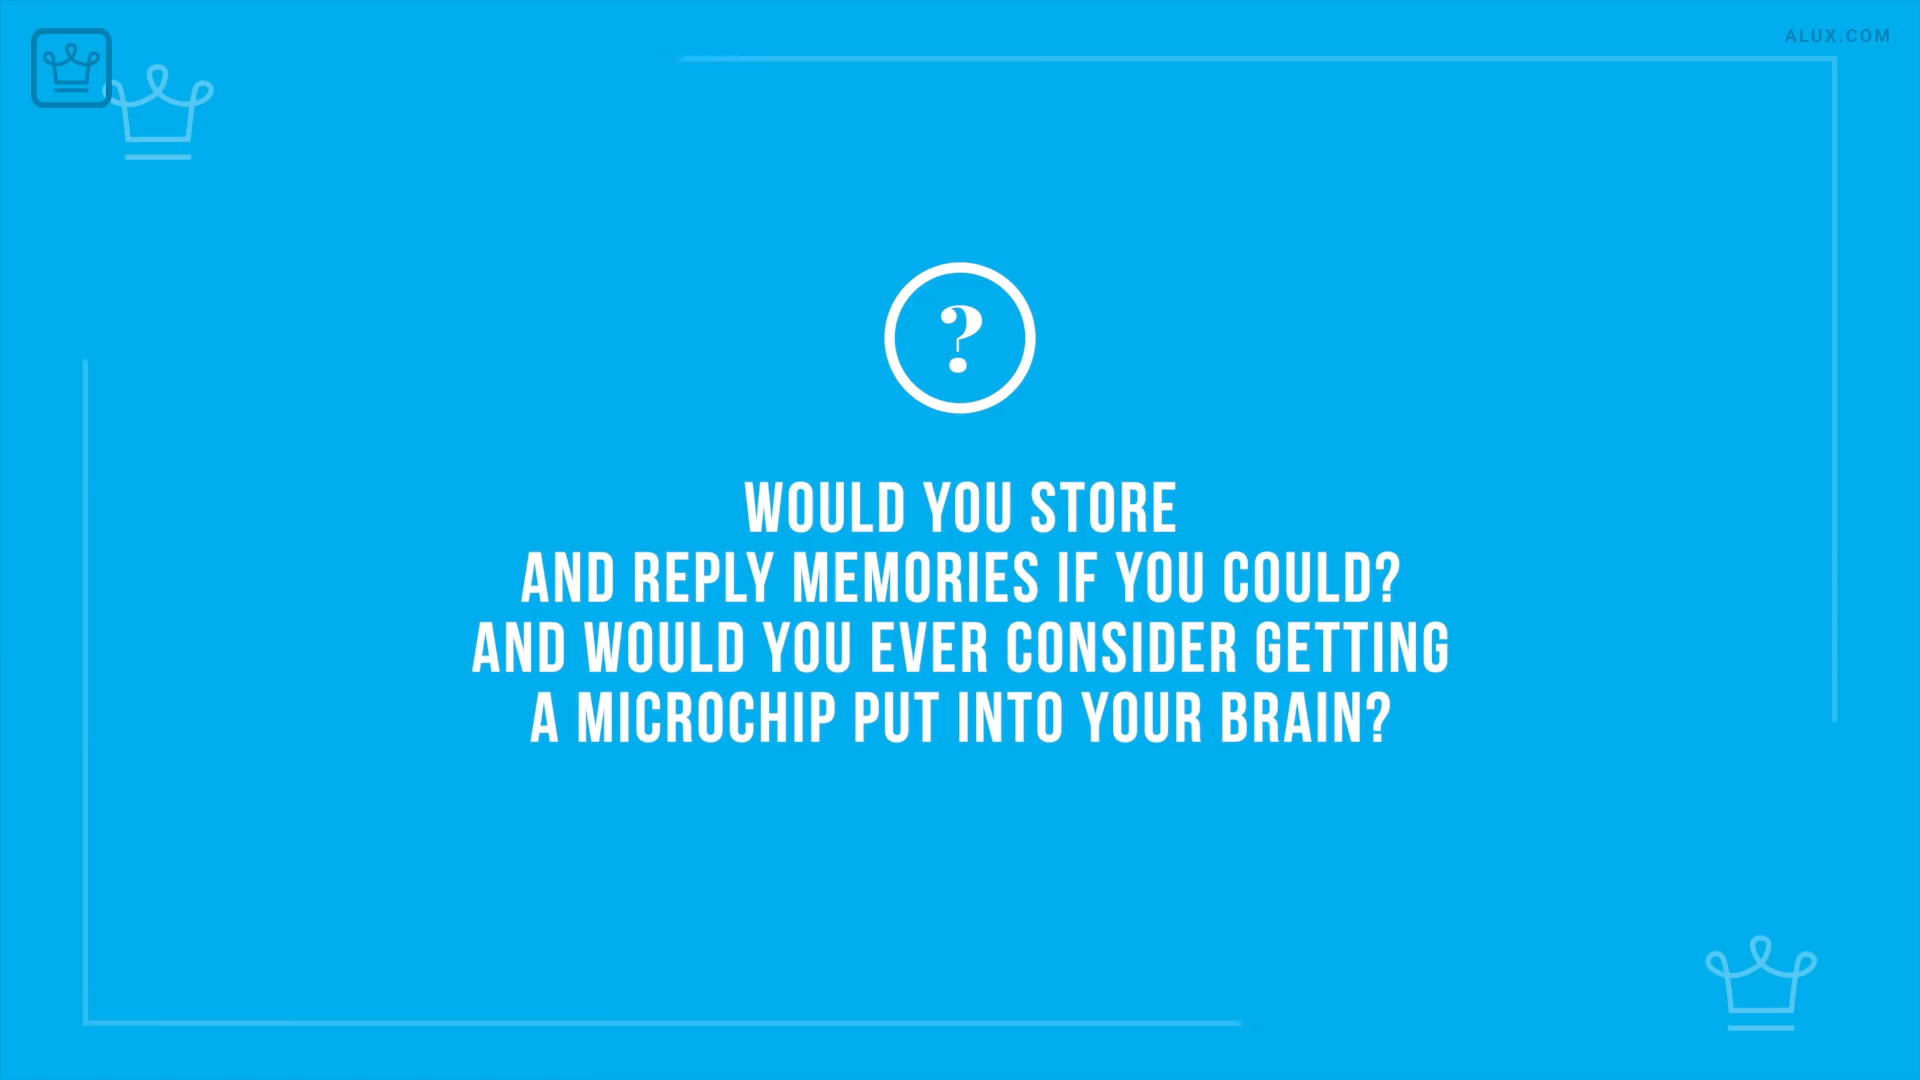 ALUX.COM
?
WOULD YOU STORE
AND REPLY MEMORIES IF YOU COULD?
AND WOULD YOU EVER CONSIDER GETTING
A MICROCHIP PUT INTO YOUR BRAIN?